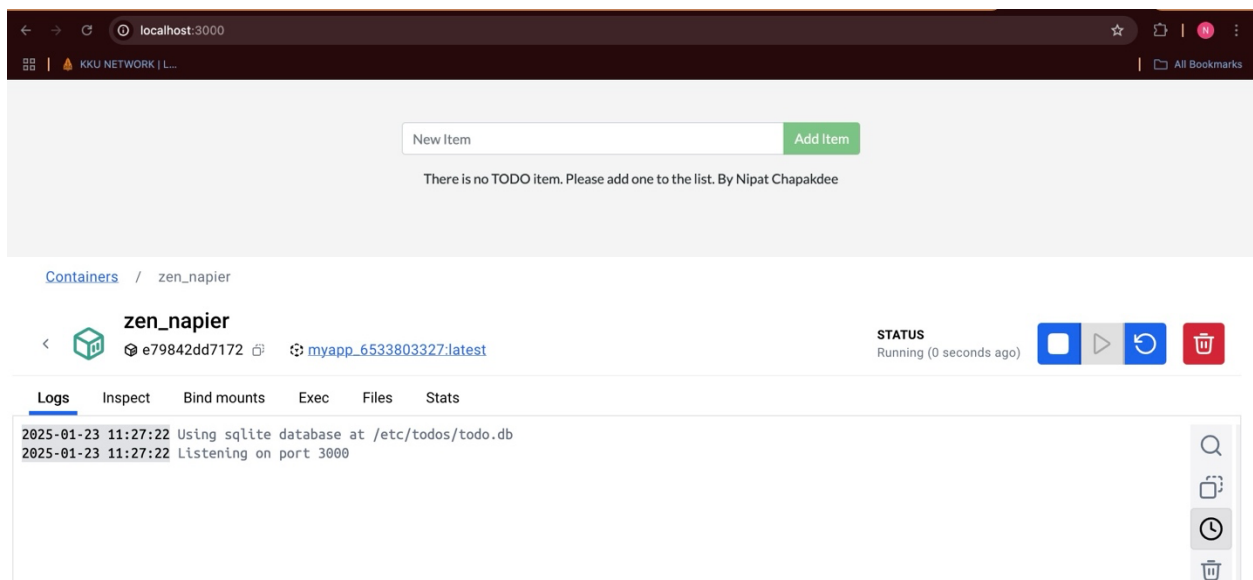 localhost:3000
N
KKU NETWORK | L...
All Bookmarks
New Item
Add Item
There is no TODO item. Please add one to the list. By Nipat Chapakdee
Containers / zen_napier
zen_napier
e79842dd7172
myapp_6533803327:latest
STATUS
Running (0 seconds ago)
Logs Inspect Bind mounts Exec Files Stats
2025-01-23 11:27:22 Using sqlite database at /etc/todos/todo.db
2025-01-23 11:27:22 Listening on port 3000